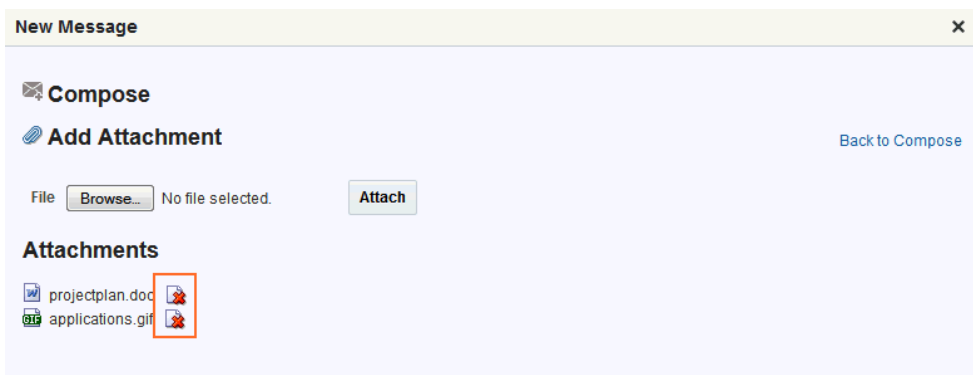 New Message
Compose
Add Attachment
Back to Compose
File Browse... No file selected. Attach
Attachments
projectplan.doc
GIF applications.gif